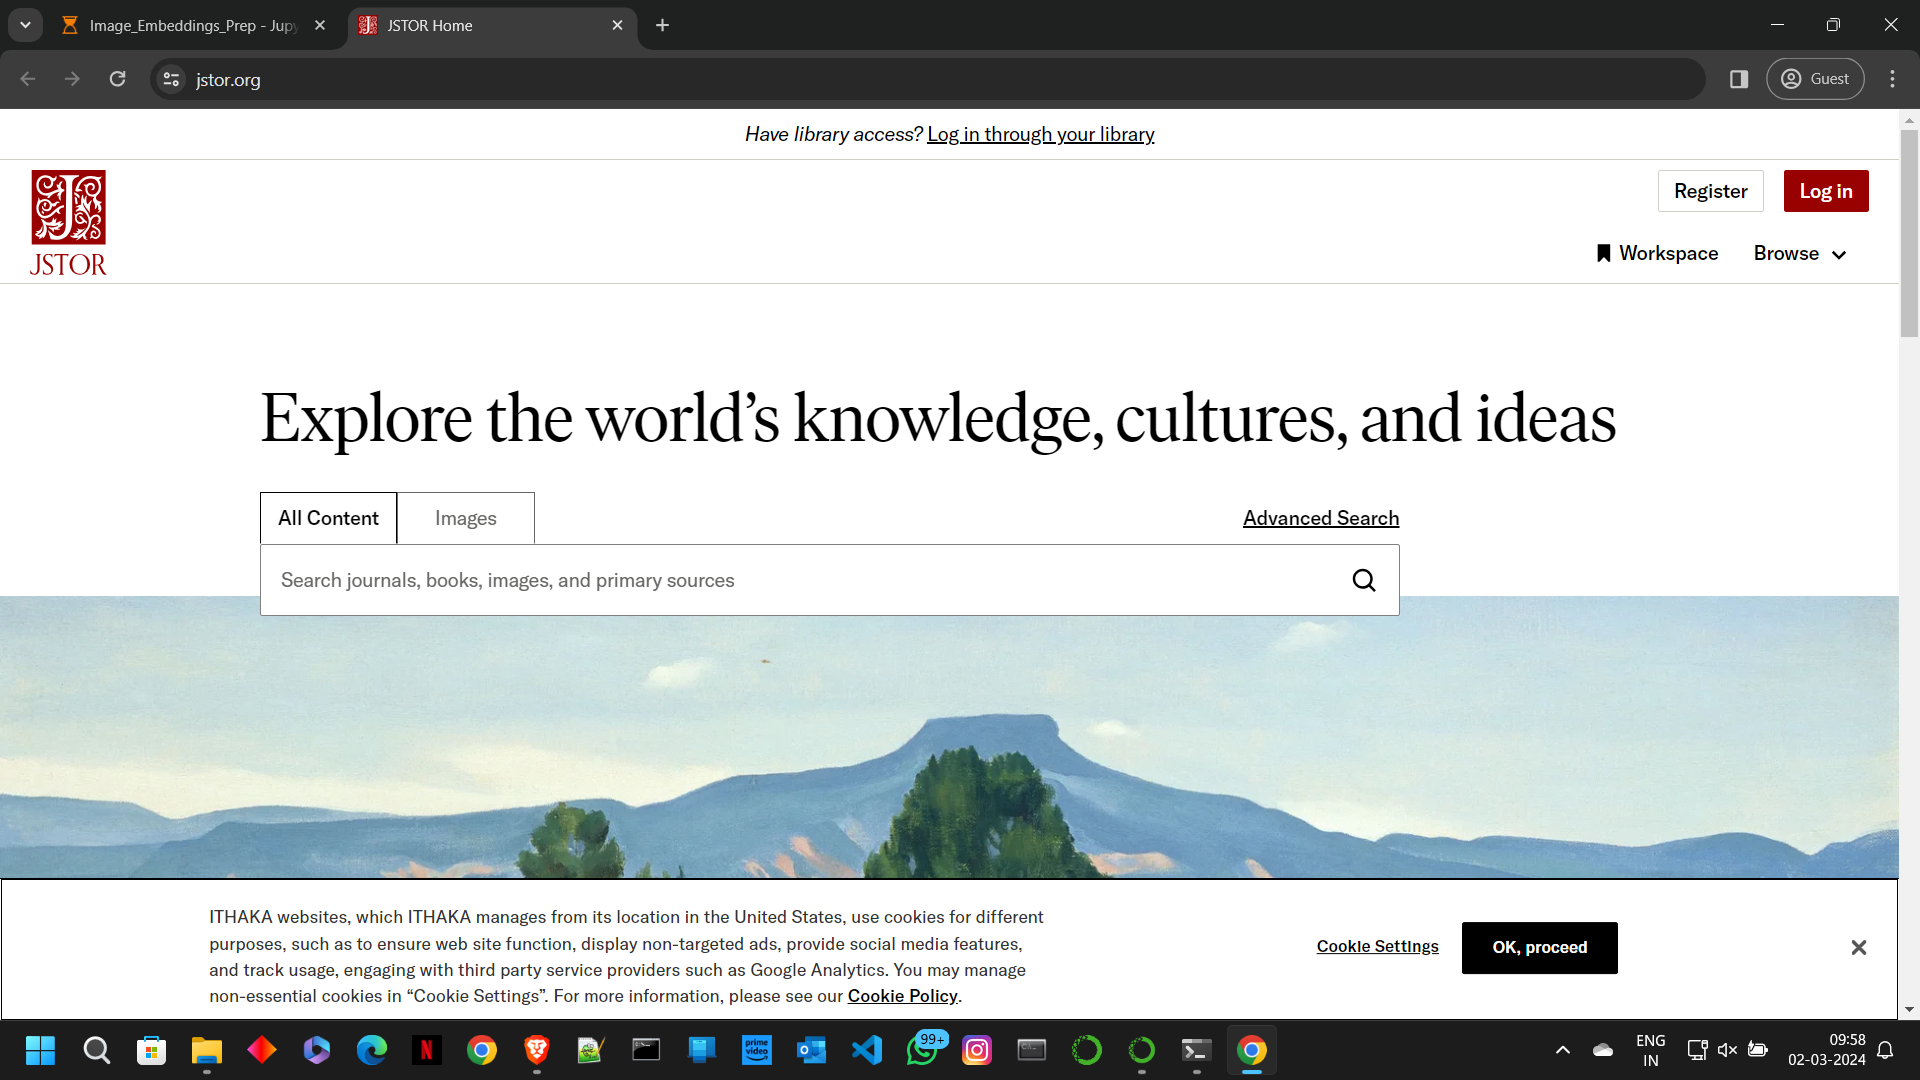 Image_Embeddings_Prep - Jupy
JSTOR Home
jstor.org
Guest
Have library access? Log in through your library
JSTOR
Register
Log in
Workspace
Browse
Explore the world’s knowledge, cultures, and ideas
All Content
Images
Advanced Search
Search journals, books, images, and primary sources
ITHAKA websites, which ITHAKA manages from its location in the United States, use cookies for different
purposes, such as to ensure web site function, display non-targeted ads, provide social media features,
and track usage, engaging with third party service providers such as Google Analytics. You may manage
non-essential cookies in “Cookie Settings”. For more information, please see our Cookie Policy.
Cookie Settings
OK, proceed
prime
video
99+
ENG
IN
09:58
02-03-2024